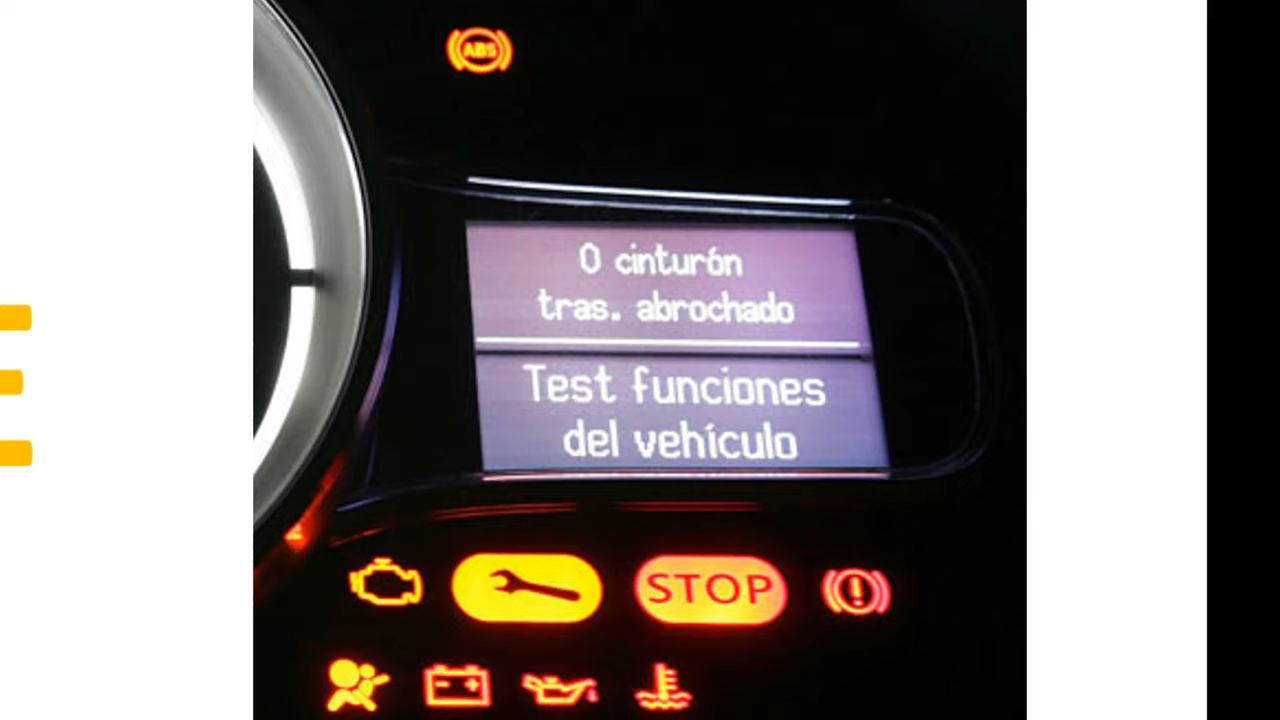 ABS
0 cinturón
tras. abrochado
Test funciones
del vehículo
STOP